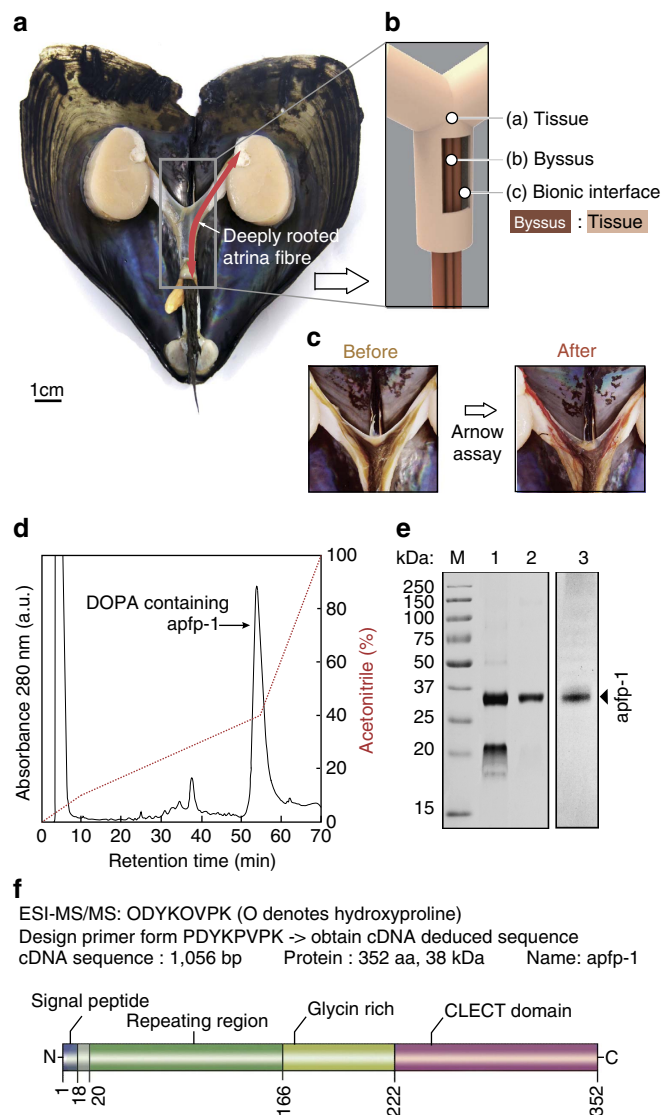 a
Deeply rooted
atrina fibre
1cm
b
(a) Tissue
(b) Byssus
(c) Bionic interface
Byssus : Tissue
c
Before
After
Arnow
assay
d
Absorbance 280 nm (a.u.)
DOPA containing
apfp-1
100
80
60
40
20
0
Acetonitrile (%)
0 10 20 30 40 50 60 70
Retention time (min)
e
kDa: M 1 2 3
250
150
100
75
50
37
25
20
15
apfp-1
f
ESI-MS/MS: ODYKOVPK (O denotes hydroxyproline)
Design primer form PDYKPVPK -> obtain cDNA deduced sequence
cDNA sequence : 1,056 bp Protein : 352 aa, 38 kDa Name: apfp-1
Signal peptide
Repeating region
Glycin rich
CLECT domain
N C
1 18 20 166 222 352